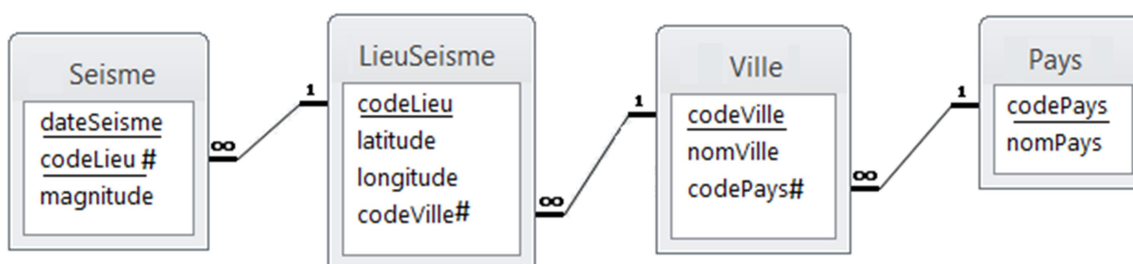 Seisme
dateSeisme
codeLieu #
magnitude
1
∞
LieuSeisme
codeLieu
latitude
longitude
codeVille#
1
∞
Ville
codeVille
nomVille
codePays#
1
∞
Pays
codePays
nomPays